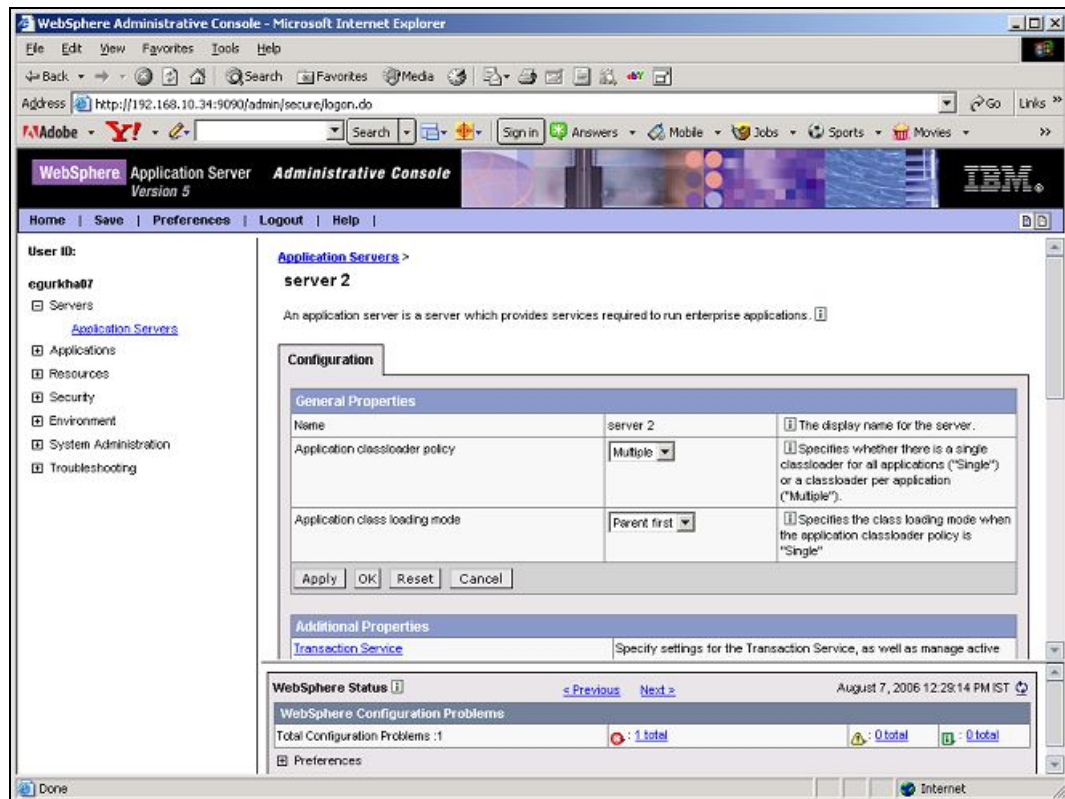 WebSphere Administrative Console - Microsoft Internet Explorer
File Edit View Favorites Tools Help
Back Search Favorites Media
Address http://192.168.10.34:9090/admin/secure/logon.do Go Links »
Adobe Y! Search Sign in Answers Mobile Jobs Sports Movies »
WebSphere Application Server Administrative Console
Version 5
IBM
Home | Save | Preferences | Logout | Help |
User ID:
egurkha07
Servers
Application Servers
Applications
Resources
Security
Environment
System Administration
Troubleshooting
Application Servers >
server 2
An application server is a server which provides services required to run enterprise applications. i
Configuration
General Properties
Name server 2 i The display name for the server.
Application classloader policy Multiple i Specifies whether there is a single
classloader for all applications ("Single")
or a classloader per application
("Multiple").
Application class loading mode Parent first i Specifies the class loading mode when
the application classloader policy is
"Single"
Apply OK Reset Cancel
Additional Properties
Transaction Service Specify settings for the Transaction Service, as well as manage active
WebSphere Status i < Previous Next > August 7, 2006 12:29:14 PM IST
WebSphere Configuration Problems
Total Configuration Problems :1 : 1 total : 0 total : 0 total
Preferences
Done Internet